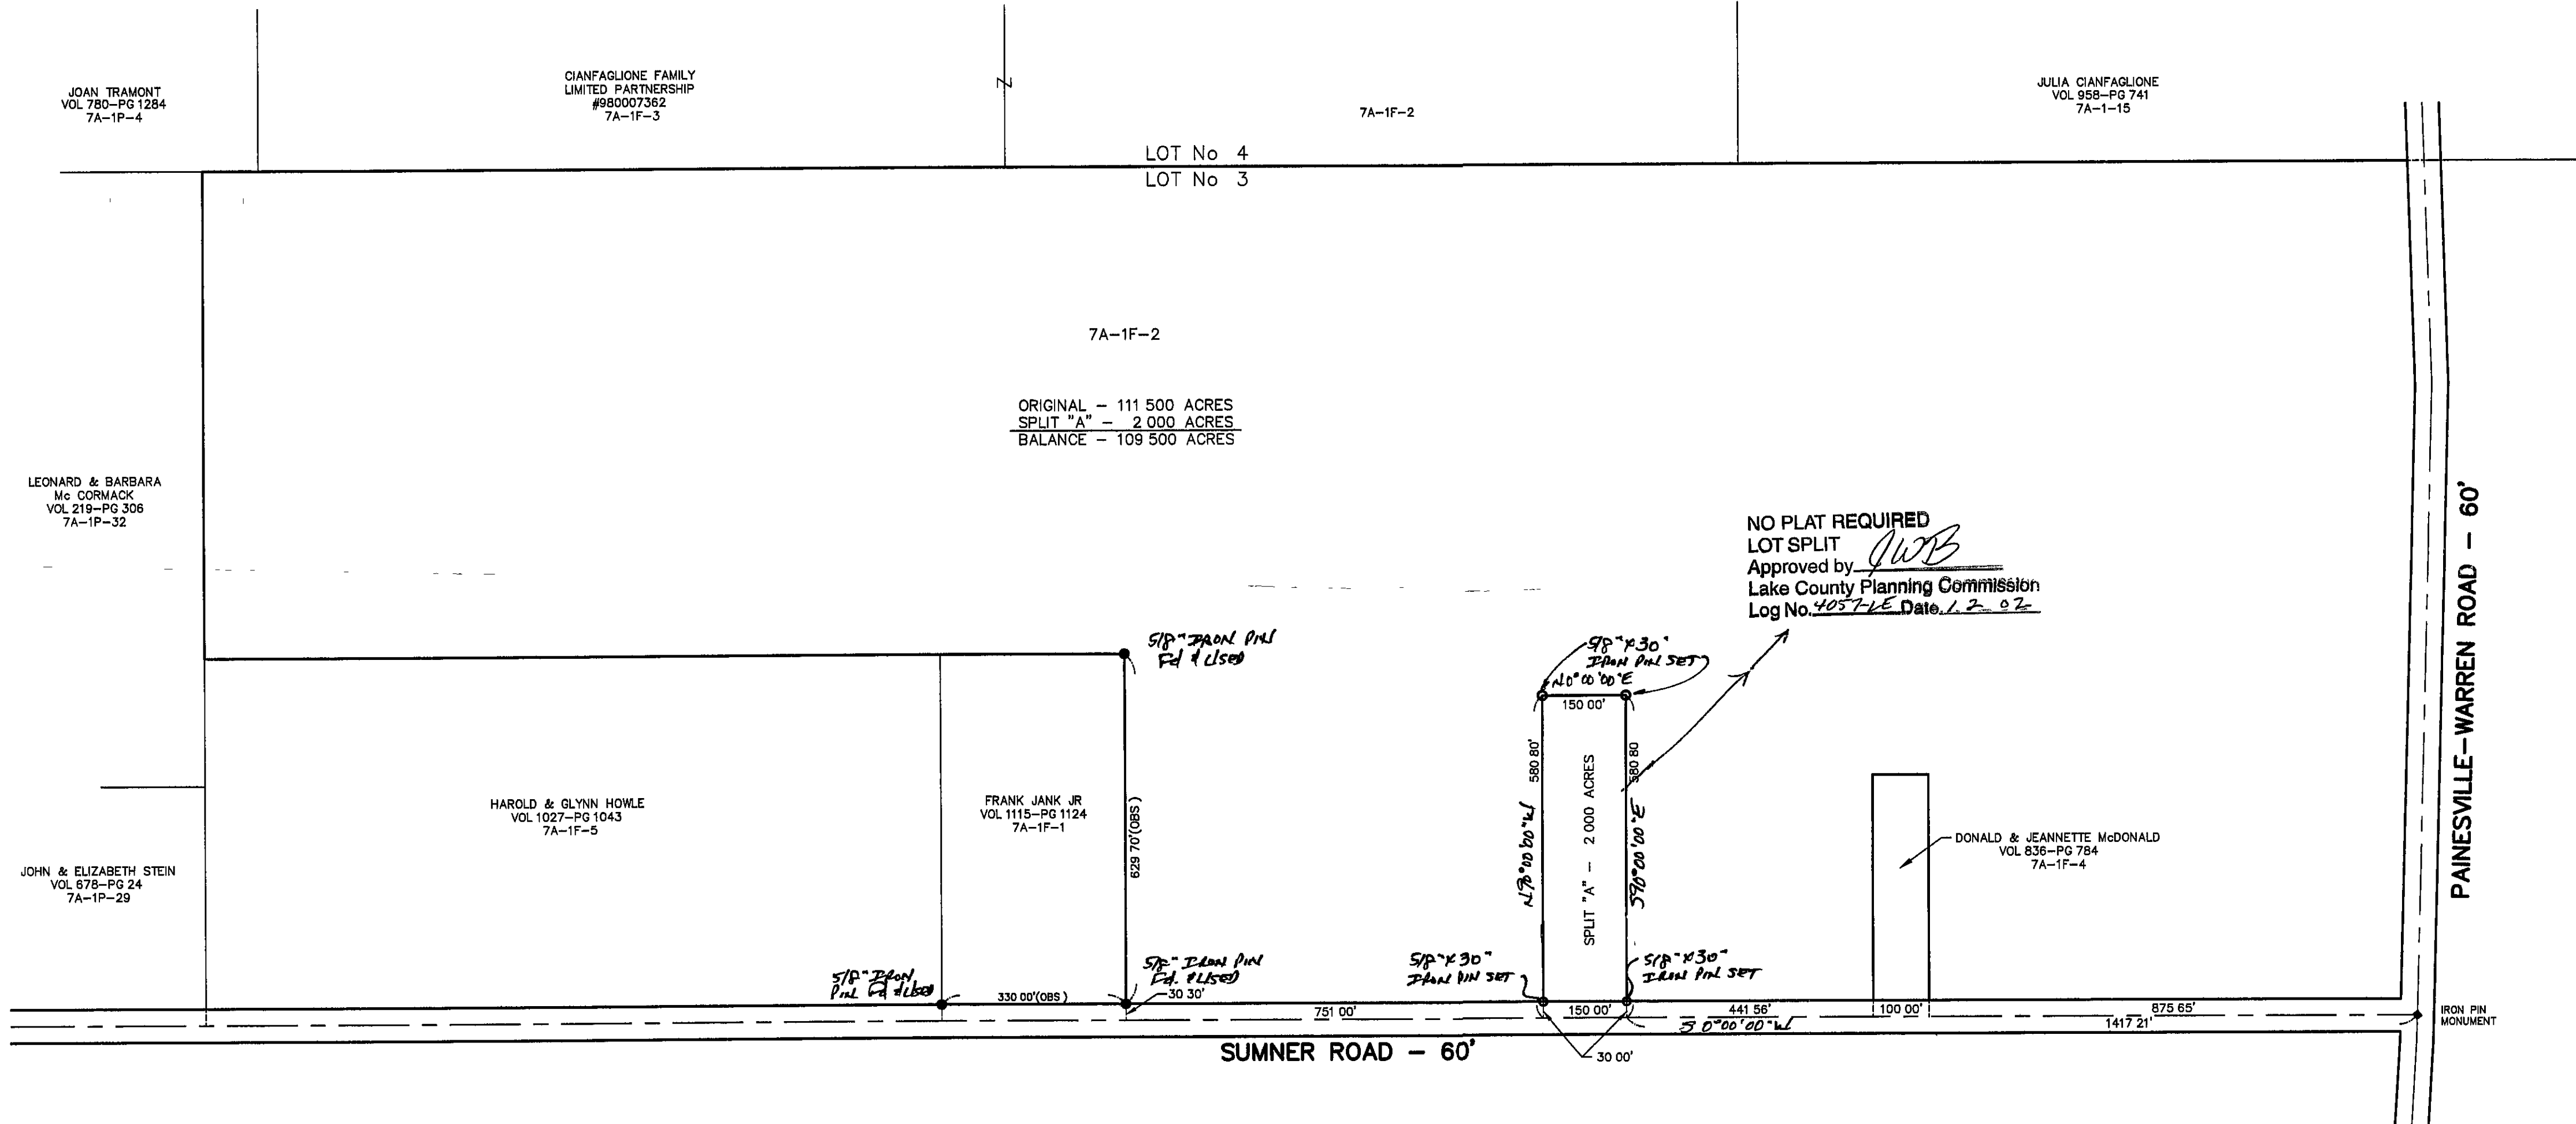 JOAN TRAMONT
VOL 780–PG 1284
7A–1P–4
CIANFAGLIONE FAMILY
LIMITED PARTNERSHIP
#980007362
7A–1F–3
Z
7A–1F–2
JULIA CIANFAGLIONE
VOL 958–PG 741
7A–1–15
LOT No 4
LOT No 3
7A–1F–2
ORIGINAL – 111 500 ACRES
SPLIT "A" – 2 000 ACRES
BALANCE – 109 500 ACRES
LEONARD & BARBARA
Mc CORMACK
VOL 219–PG 306
7A–1P–32
NO PLAT REQUIRED
LOT SPLIT
Approved by JWB
Lake County Planning Commission
Log No. 4057-LE Date 1.2 02
PAINESVILLE–WARREN ROAD – 60'
5/8" IRON PIN
Fd & Used
5/8" x 30"
IRON PIN SET
N0°00'00"E
150 00'
580 80'
580 80
N90°00'00"W
SPLIT "A" – 2 000 ACRES
S90°00'00"E
HAROLD & GLYNN HOWLE
VOL 1027–PG 1043
7A–1F–5
FRANK JANK JR
VOL 1115–PG 1124
7A–1F–1
629 70'(OBS )
DONALD & JEANNETTE McDONALD
VOL 836–PG 784
7A–1F–4
JOHN & ELIZABETH STEIN
VOL 678–PG 24
7A–1P–29
5/8" IRON
PIN Fd & Used
5/8" IRON PIN
Fd. & Used
5/8" x 30"
IRON PIN SET
5/8" x 30"
IRON PIN SET
330 00'(OBS )
30 30'
751 00'
150 00'
441 56'
100 00'
875 65'
S 0°00'00"W
1417 21'
IRON PIN
MONUMENT
SUMNER ROAD – 60'
30 00'